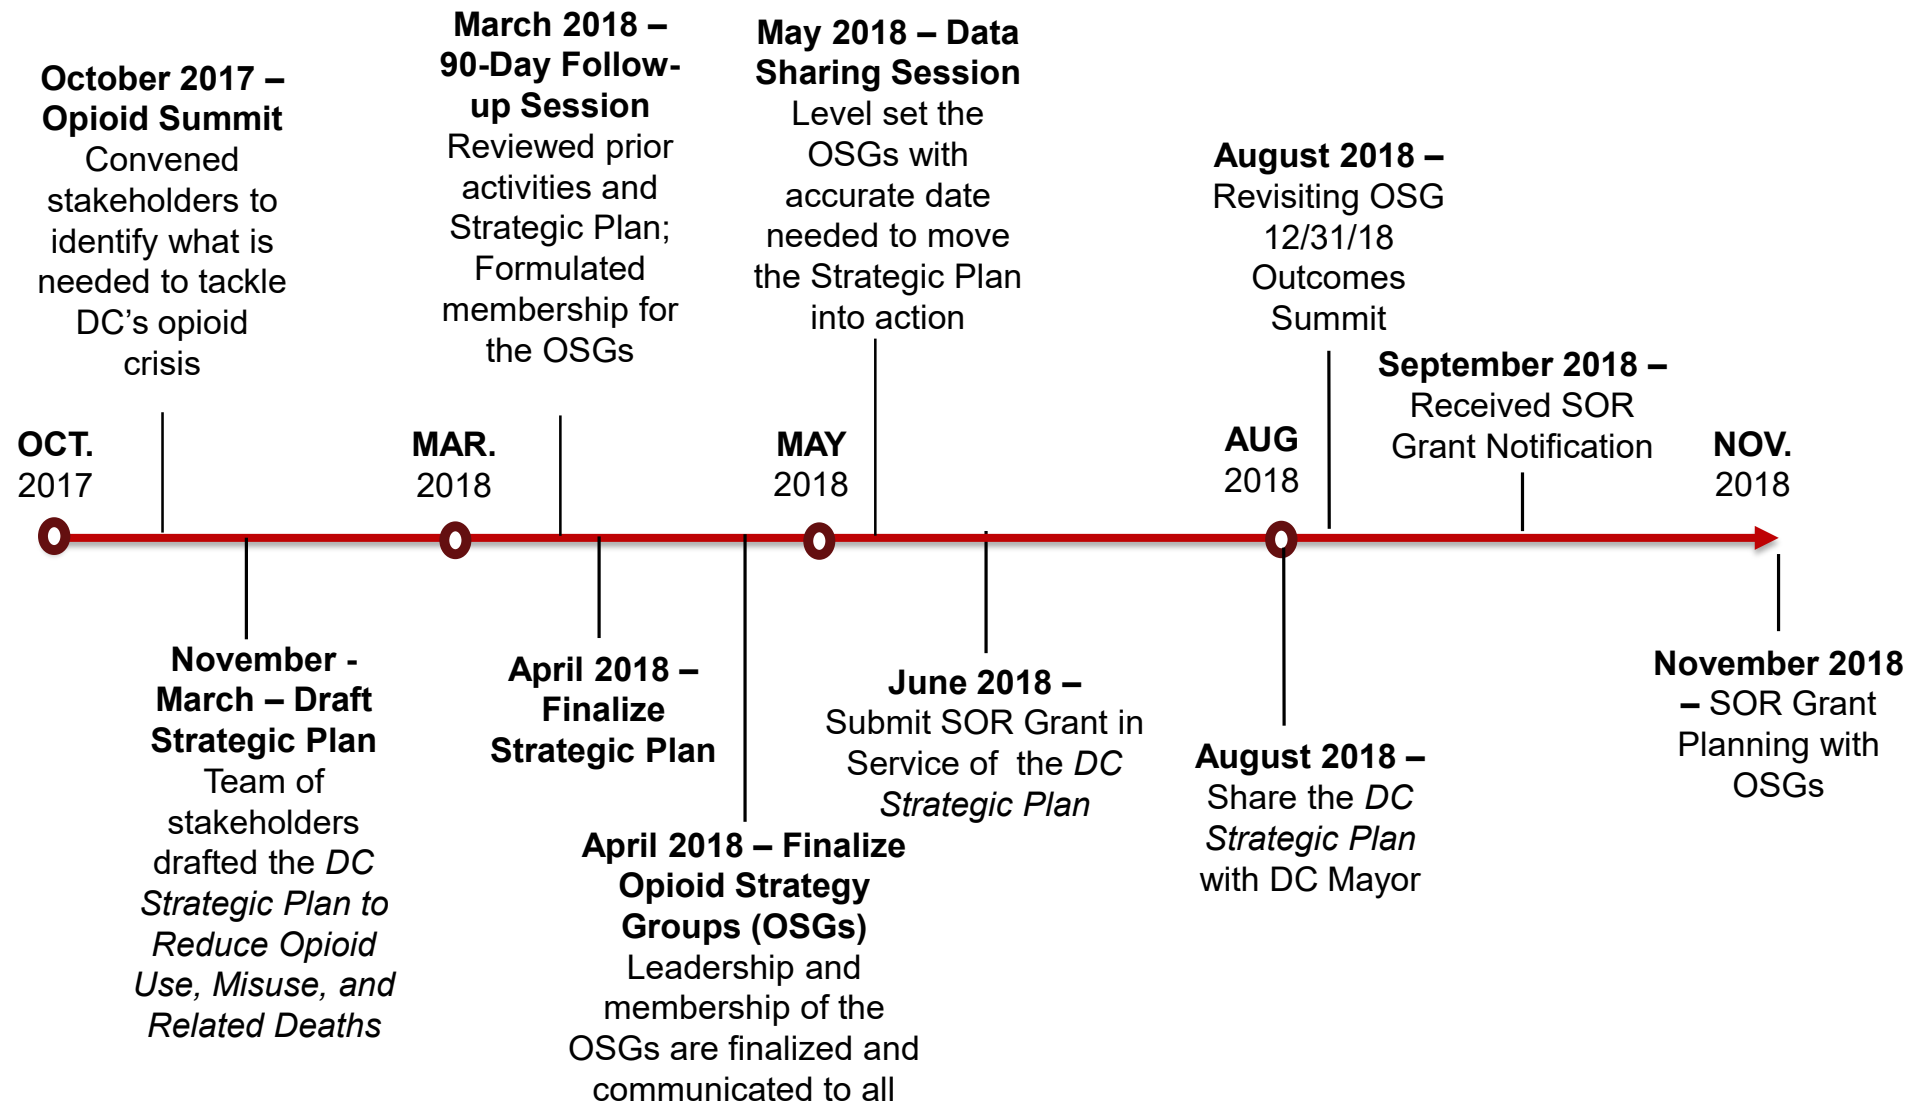 October 2017 –
Opioid Summit
Convened
stakeholders to
identify what is
needed to tackle
DC’s opioid
crisis
March 2018 –
90-Day Follow-
up Session
Reviewed prior
activities and
Strategic Plan;
Formulated
membership for
the OSGs
May 2018 – Data
Sharing Session
Level set the
OSGs with
accurate date
needed to move
the Strategic Plan
into action
August 2018 –
Revisiting OSG
12/31/18
Outcomes
Summit
September 2018 –
Received SOR
Grant Notification
OCT.
2017
MAR.
2018
MAY
2018
AUG
2018
NOV.
2018
November -
March – Draft
Strategic Plan
Team of
stakeholders
drafted the DC
Strategic Plan to
Reduce Opioid
Use, Misuse, and
Related Deaths
April 2018 –
Finalize
Strategic Plan
April 2018 – Finalize
Opioid Strategy
Groups (OSGs)
Leadership and
membership of the
OSGs are finalized and
communicated to all
June 2018 –
Submit SOR Grant in
Service of  the DC
Strategic Plan
August 2018 –
Share the DC
Strategic Plan
with DC Mayor
November 2018
– SOR Grant
Planning with
OSGs